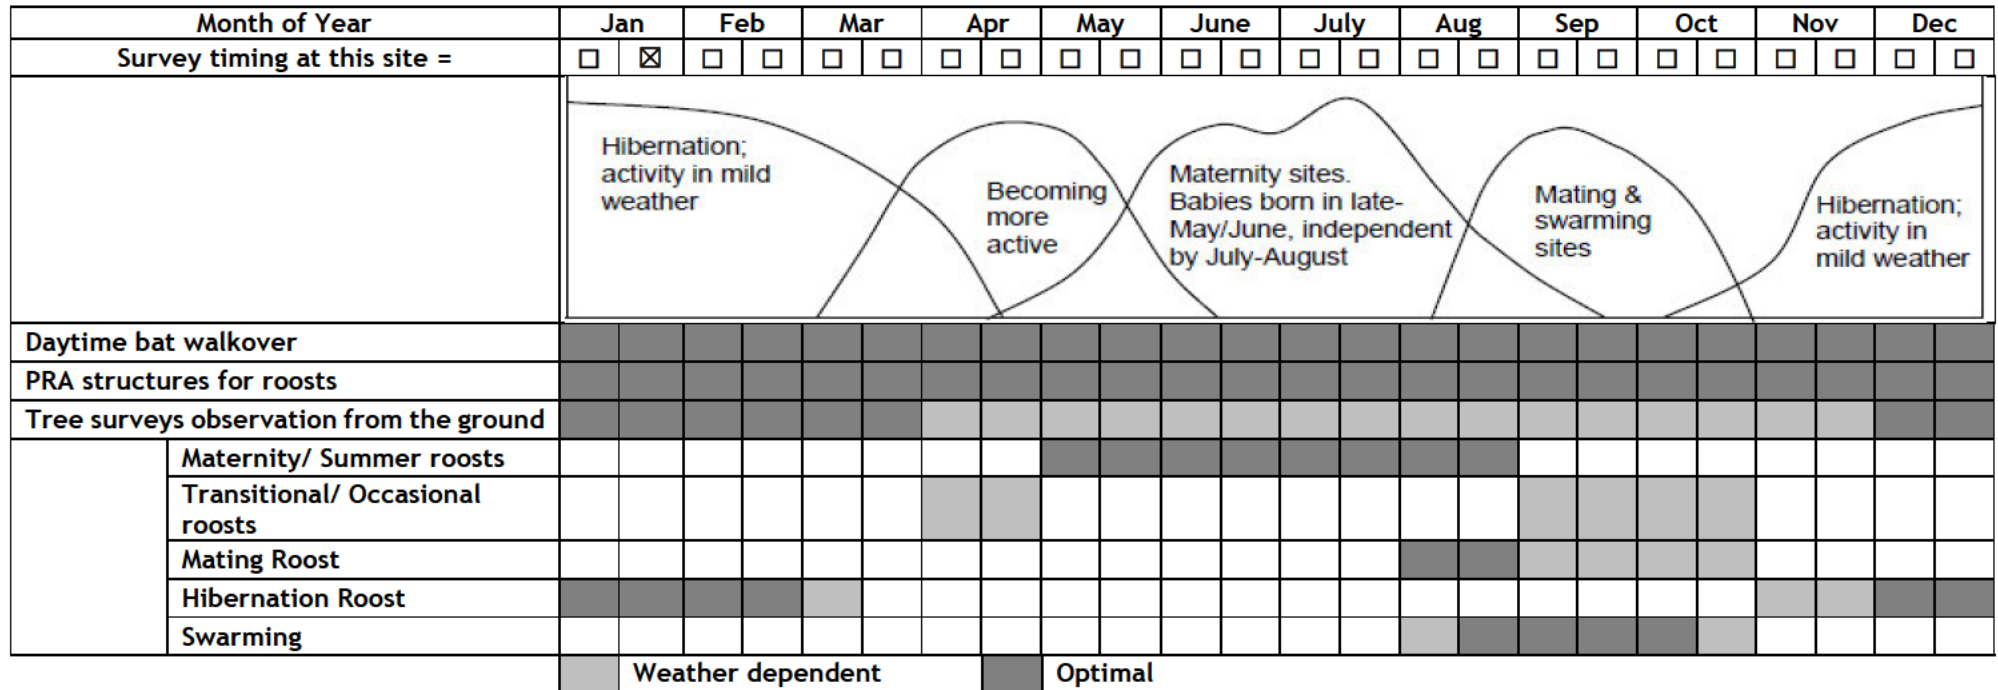 Month of Year Jan Feb Mar Apr May June July Aug Sep Oct Nov Dec
Survey timing at this site = ☐ ☒ ☐ ☐ ☐ ☐ ☐ ☐ ☐ ☐ ☐ ☐ ☐ ☐ ☐ ☐ ☐ ☐ ☐ ☐ ☐ ☐ ☐ ☐
Hibernation;
activity in mild
weather
Becoming
more
active
Maternity sites.
Babies born in late-
May/June, independent
by July-August
Mating &
swarming
sites
Hibernation;
activity in
mild weather
Daytime bat walkover
PRA structures for roosts
Tree surveys observation from the ground
Maternity/ Summer roosts
Transitional/ Occasional
roosts
Mating Roost
Hibernation Roost
Swarming
Weather dependent Optimal